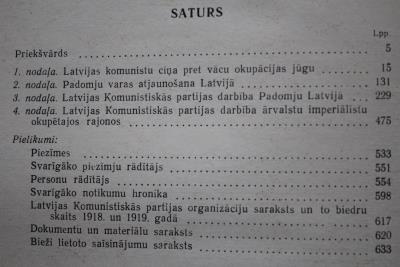 SATURS
Lpp.
Priekšvārds 5
1. nodaļa. Latvijas komunistu cīņa pret vācu okupācijas jūgu 15
2. nodaļa. Padomju varas atjaunošana Latvijā 131
3. nodaļa. Latvijas Komunistiskās partijas darbība Padomju Latvijā 229
4. nodaļa. Latvijas Komunistiskās partijas darbība ārvalstu imperiālistu
okupētajos rajonos 475
Pielikumi:
Piezīmes 533
Svarīgāko piezīmju rādītājs 551
Personu rādītājs 554
Svarīgāko notikumu hronika 598
Latvijas Komunistiskās partijas organizāciju saraksts un to biedru
skaits 1918. un 1919. gadā 617
Dokumentu un materiālu saraksts 620
Bieži lietoto saīsinājumu saraksts 633